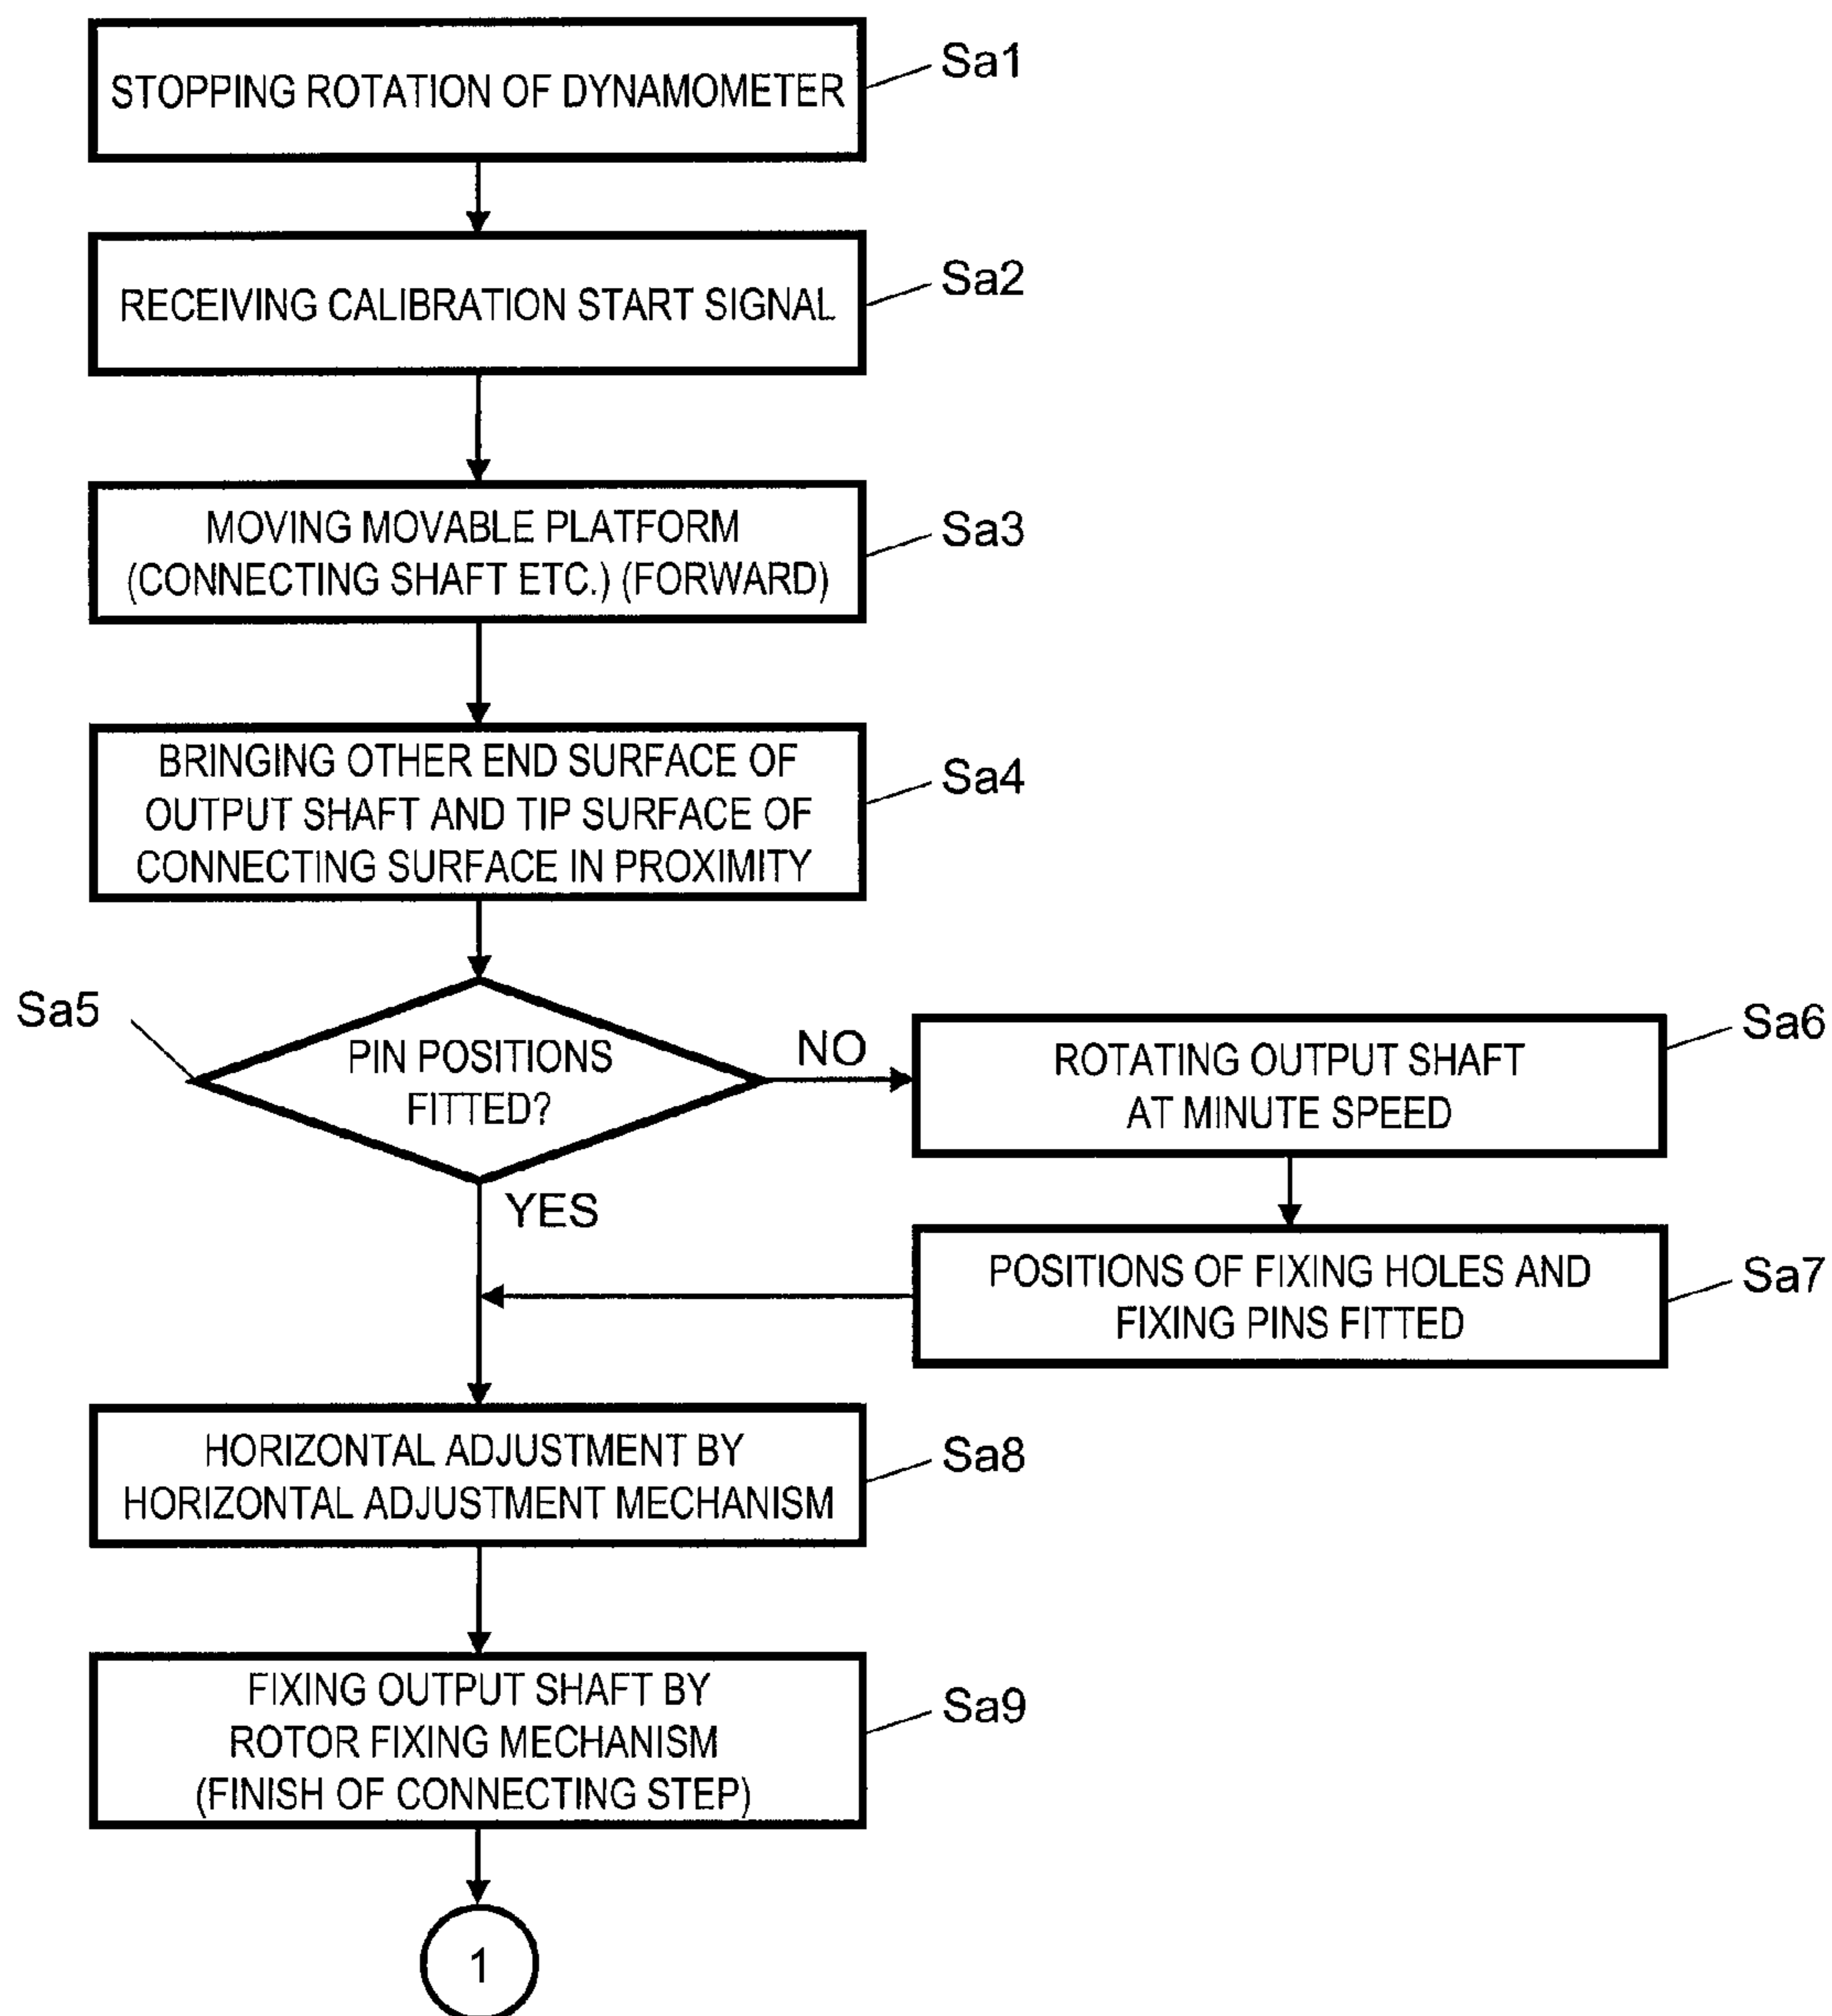 STOPPING ROTATION OF DYNAMOMETER
Sa1
RECEIVING CALIBRATION START SIGNAL
Sa2
MOVING MOVABLE PLATFORM
(CONNECTING SHAFT ETC.) (FORWARD)
Sa3
BRINGING OTHER END SURFACE OF
OUTPUT SHAFT AND TIP SURFACE OF
CONNECTING SURFACE IN PROXIMITY
Sa4
Sa5
PIN POSITIONS
FITTED?
NO
YES
ROTATING OUTPUT SHAFT
AT MINUTE SPEED
Sa6
POSITIONS OF FIXING HOLES AND
FIXING PINS FITTED
Sa7
HORIZONTAL ADJUSTMENT BY
HORIZONTAL ADJUSTMENT MECHANISM
Sa8
FIXING OUTPUT SHAFT BY
ROTOR FIXING MECHANISM
(FINISH OF CONNECTING STEP)
Sa9
1